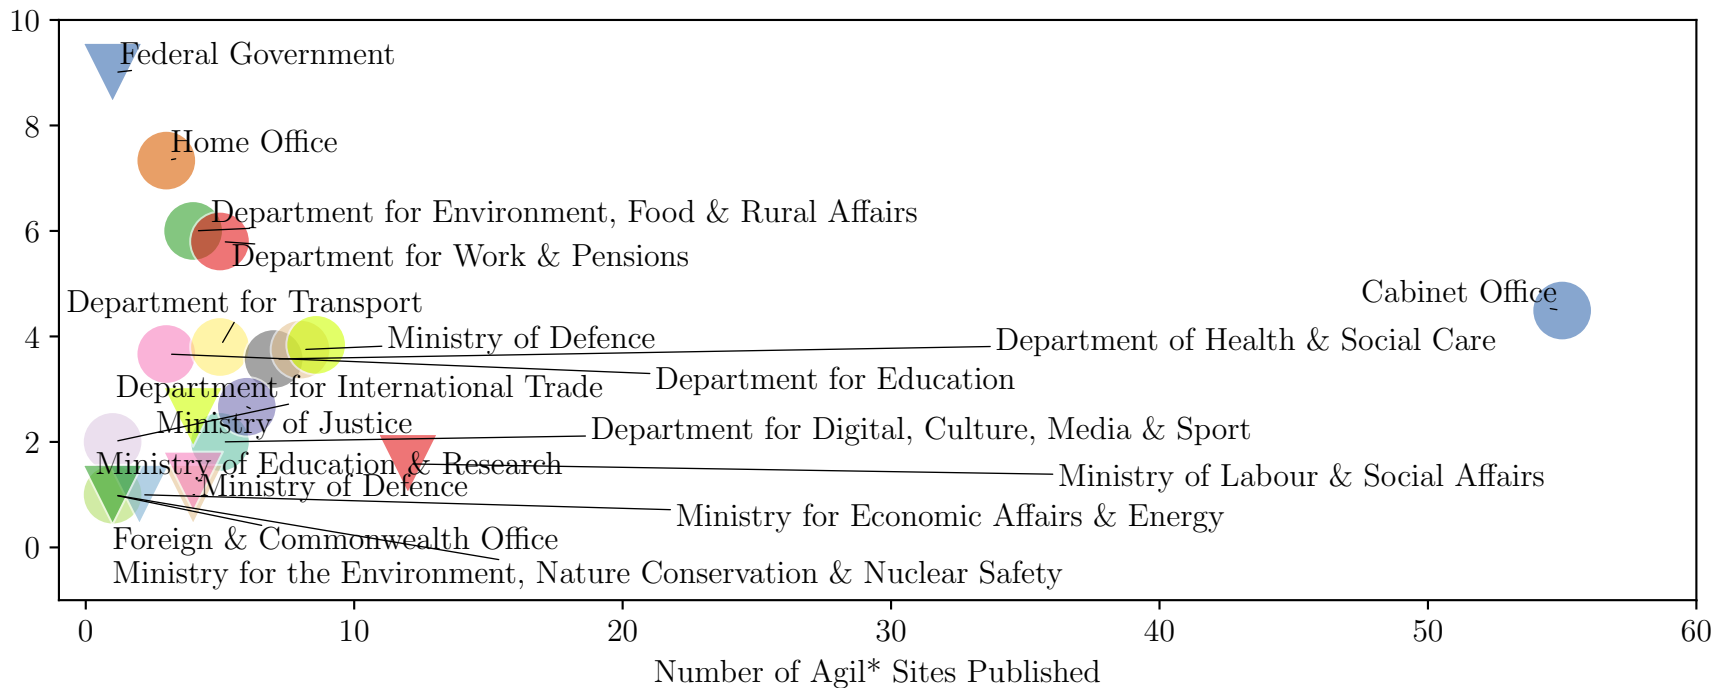 10
Federal Government
8
Home Office
Department for Environment, Food & Rural Affairs
6
Department for Work & Pensions
Cabinet Office
Department for Transport
4
Ministry of Defence
Department of Health & Social Care
Department for Education
Department for International Trade
Ministry of Justice
Department for Digital, Culture, Media & Sport
2
Ministry of Education & Research
Ministry of Labour & Social Affairs
Ministry of Defence
Ministry for Economic Affairs & Energy
Foreign & Commonwealth Office
0
Ministry for the Environment, Nature Conservation & Nuclear Safety
0 10 20 30 40 50 60
Number of Agil* Sites Published